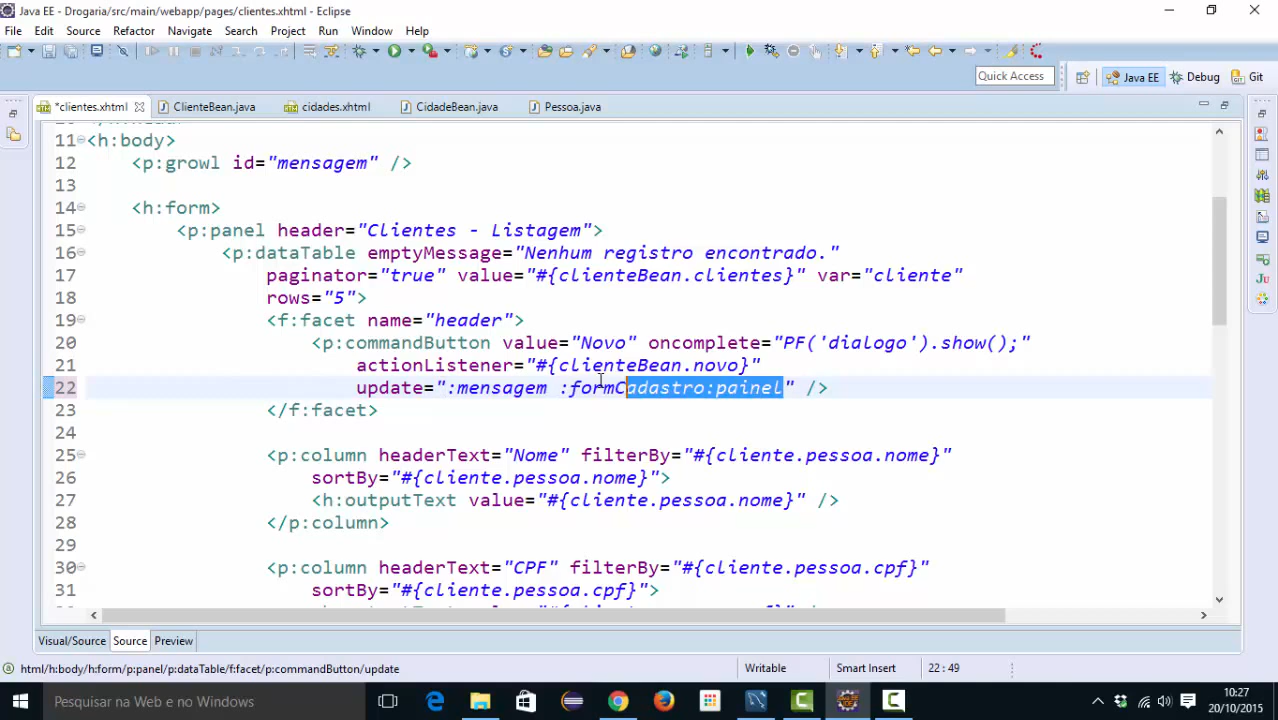 Java EE - Drogaria/src/main/webapp/pages/clientes.xhtml - Eclipse
File Edit Source Refactor Navigate Search Project Run Window Help
Quick Access Java EE Debug Git
*clientes.xhtml ClienteBean.java cidades.xhtml CidadeBean.java Pessoa.java
11 <h:body>
12 <p:growl id="mensagem" />
13
14 <h:form>
15 <p:panel header="Clientes - Listagem">
16 <p:dataTable emptyMessage="Nenhum registro encontrado."
17 paginator="true" value="#{clienteBean.clientes}" var="cliente"
18 rows="5">
19 <f:facet name="header">
20 <p:commandButton value="Novo" oncomplete="PF('dialogo').show();"
21 actionListener="#{clienteBean.novo}"
22 update=":mensagem :formCadastro:painel" />
23 </f:facet>
24
25 <p:column headerText="Nome" filterBy="#{cliente.pessoa.nome}"
26 sortBy="#{cliente.pessoa.nome}">
27 <h:outputText value="#{cliente.pessoa.nome}" />
28 </p:column>
29
30 <p:column headerText="CPF" filterBy="#{cliente.pessoa.cpf}"
31 sortBy="#{cliente.pessoa.cpf}">
Visual/Source Source Preview
html/h:body/h:form/p:panel/p:dataTable/f:facet/p:commandButton/update Writable Smart Insert 22 : 49
Pesquisar na Web e no Windows 10:27
20/10/2015